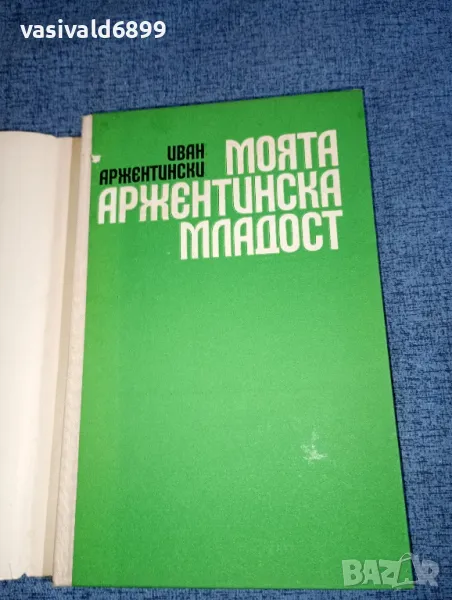 vasivald6899
ИВАН
АРЖЕНТИНСКИ
МОЯТА
АРЖЕНТИНСКА
МЛАДОСТ
BAZAR